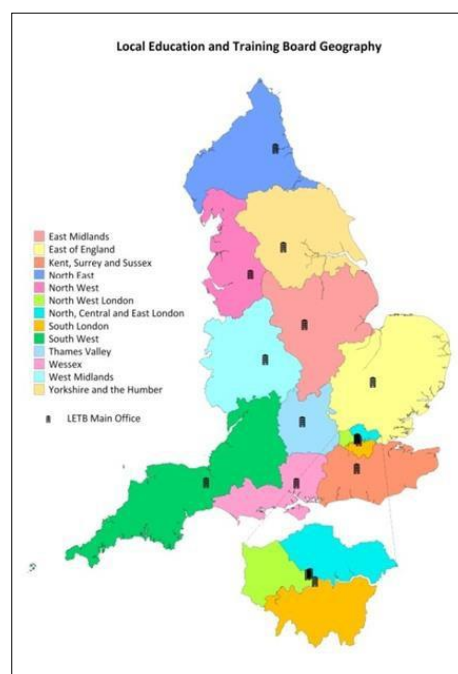 Local Education and Training Board Geography
East Midlands
East of England
Kent, Surrey and Sussex
North East
North West
North West London
North, Central and East London
South London
South West
Thames Valley
Wessex
West Midlands
Yorkshire and the Humber
LETB Main Office